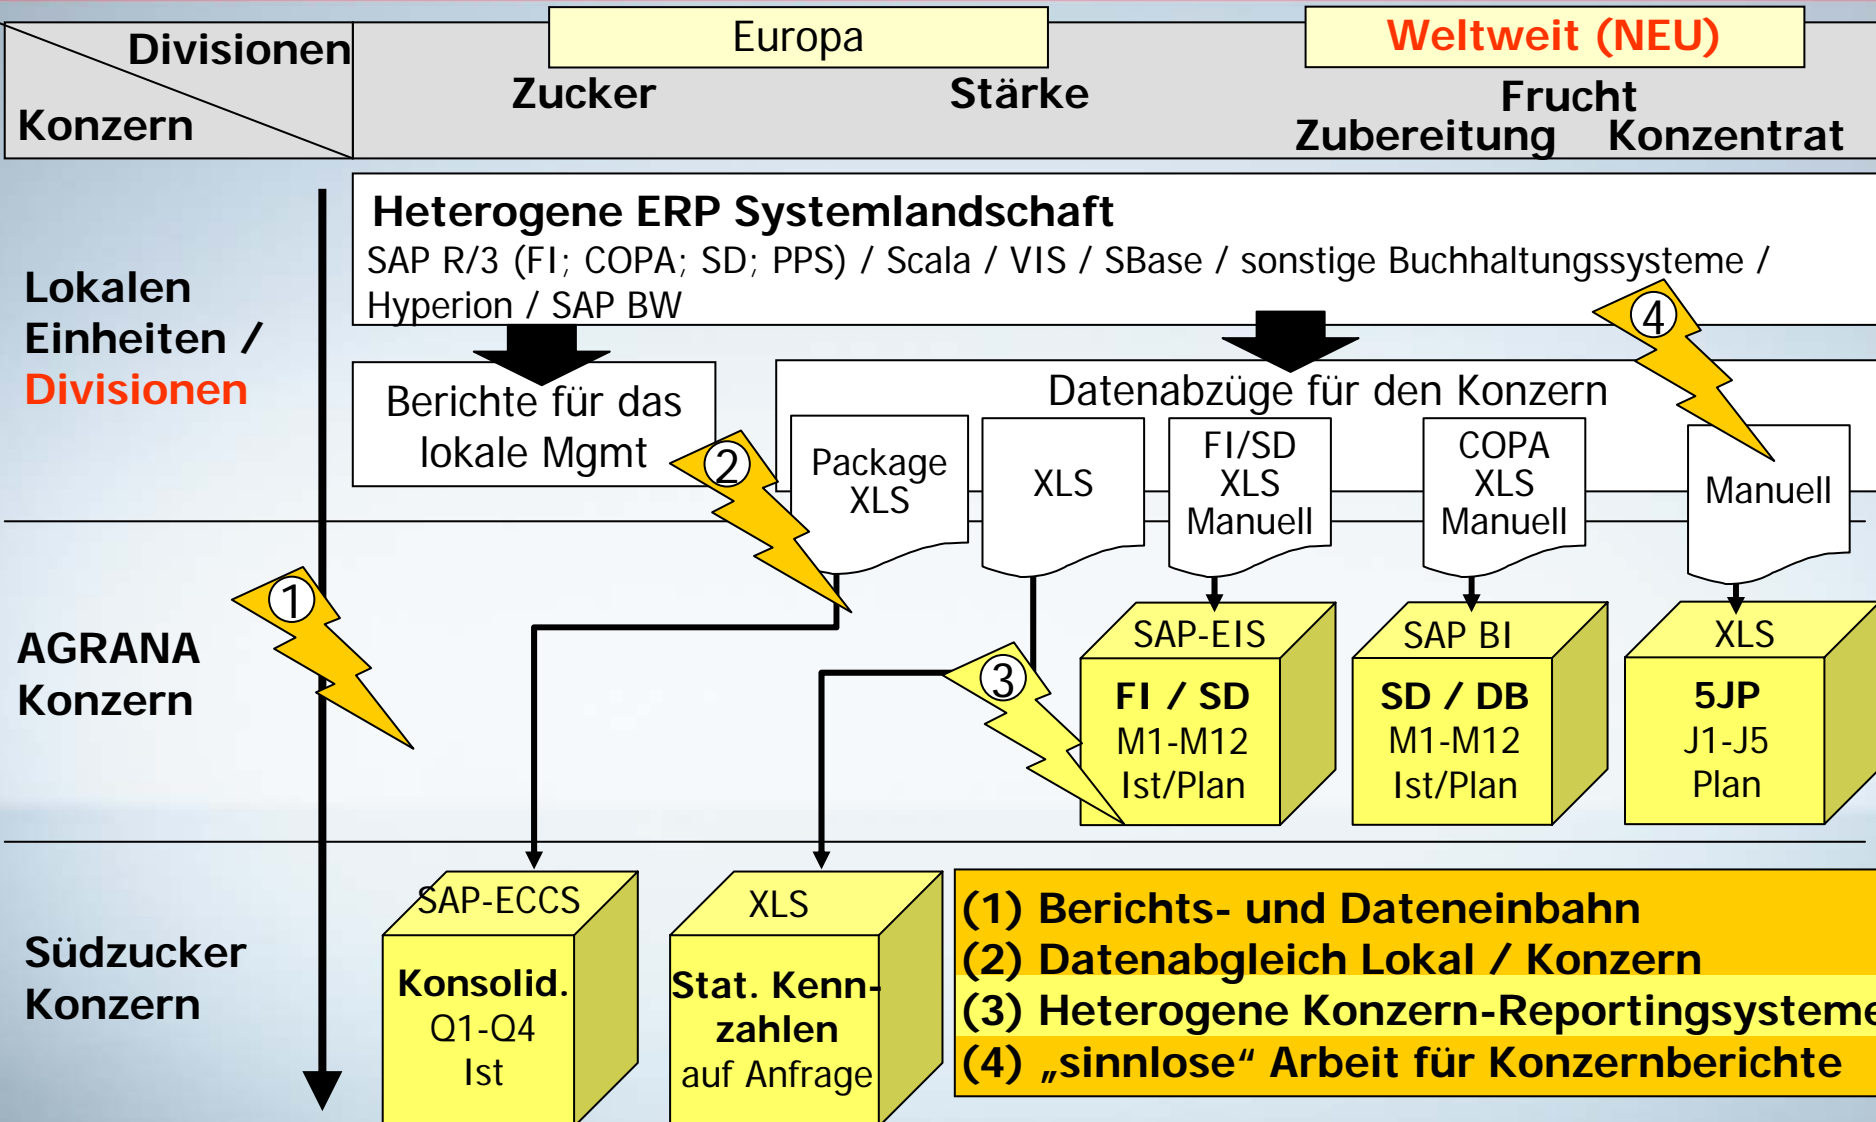 Divisionen
Konzern
Europa
Weltweit (NEU)
Zucker
Stärke
Frucht
Zubereitung Konzentrat
Lokalen
Einheiten /
Divisionen
Heterogene ERP Systemlandschaft
SAP R/3 (FI; COPA; SD; PPS) / Scala / VIS / SBase / sonstige Buchhaltungssysteme /
Hyperion / SAP BW
Berichte für das
lokale Mgmt
Datenabzüge für den Konzern
Package
XLS
XLS
FI/SD
XLS
Manuell
COPA
XLS
Manuell
Manuell
4
2
AGRANA
Konzern
1
3
SAP-EIS
FI / SD
M1-M12
Ist/Plan
SAP BI
SD / DB
M1-M12
Ist/Plan
XLS
5JP
J1-J5
Plan
Südzucker
Konzern
SAP-ECCS
Konsolid.
Q1-Q4
Ist
XLS
Stat. Kenn-
zahlen
auf Anfrage
(1) Berichts- und Dateneinbahn
(2) Datenabgleich Lokal / Konzern
(3) Heterogene Konzern-Reportingsysteme
(4) „sinnlose“ Arbeit für Konzernberichte